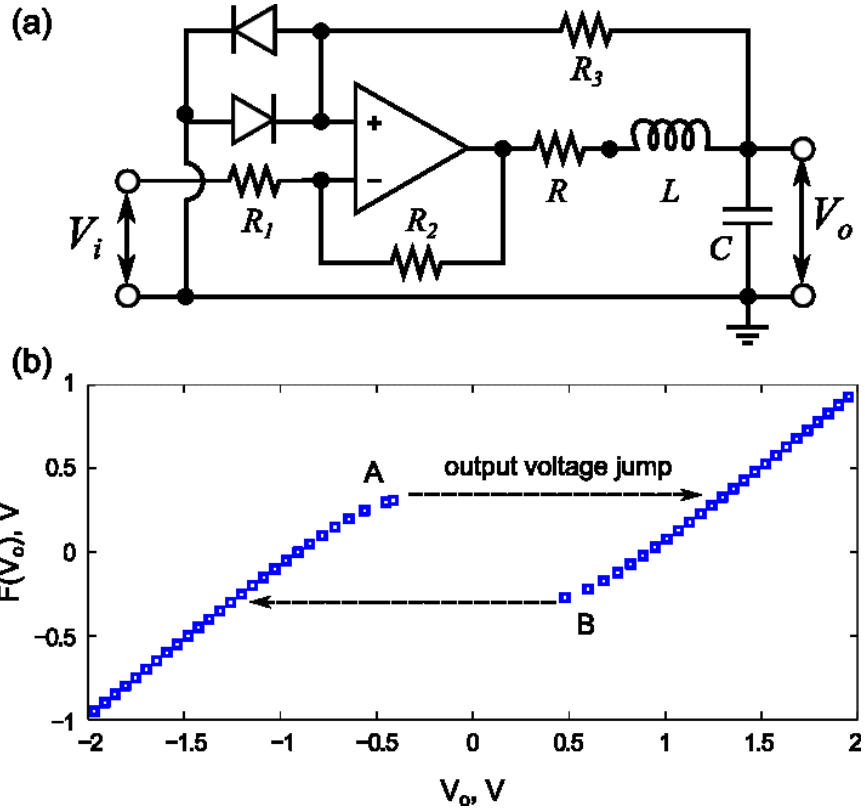 (a)
R3
+
−
R
L
R1
R2
C
Vi
Vo
(b)
1
0.5
0
−0.5
−1
F(Vo), V
A
output voltage jump
B
−2 −1.5 −1 −0.5 0 0.5 1 1.5 2
Vo, V